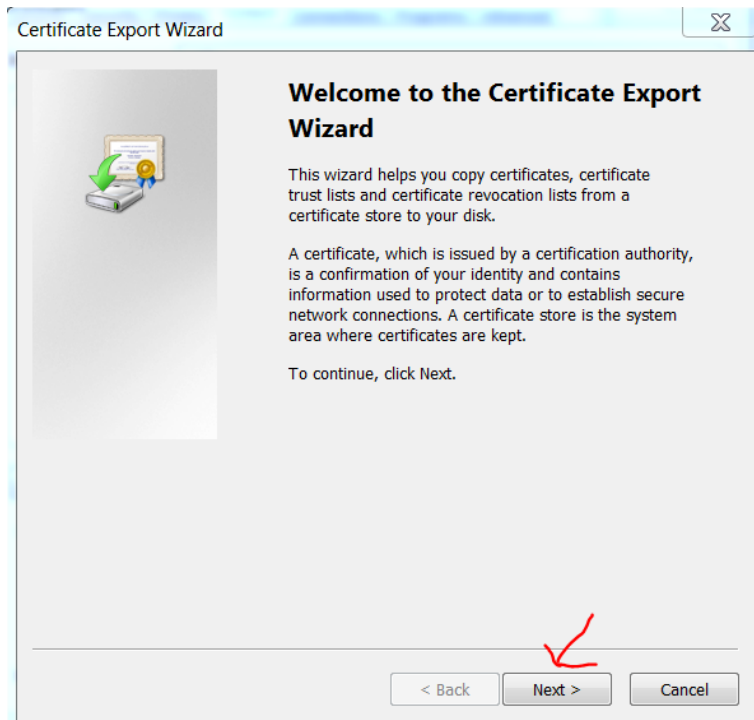 Certificate Export Wizard
Welcome to the Certificate Export
Wizard
This wizard helps you copy certificates, certificate
trust lists and certificate revocation lists from a
certificate store to your disk.
A certificate, which is issued by a certification authority,
is a confirmation of your identity and contains
information used to protect data or to establish secure
network connections. A certificate store is the system
area where certificates are kept.
To continue, click Next.
< Back Next > Cancel